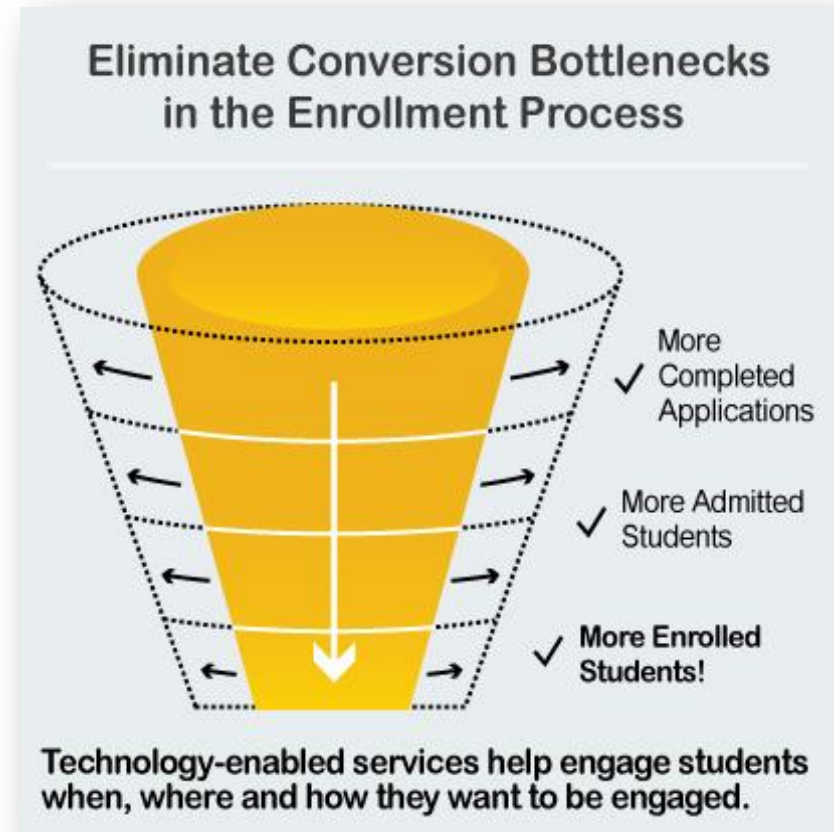 Eliminate Conversion Bottlenecks
in the Enrollment Process
More
Completed
Applications
More Admitted
Students
More Enrolled
Students!
Technology-enabled services help engage students
when, where and how they want to be engaged.